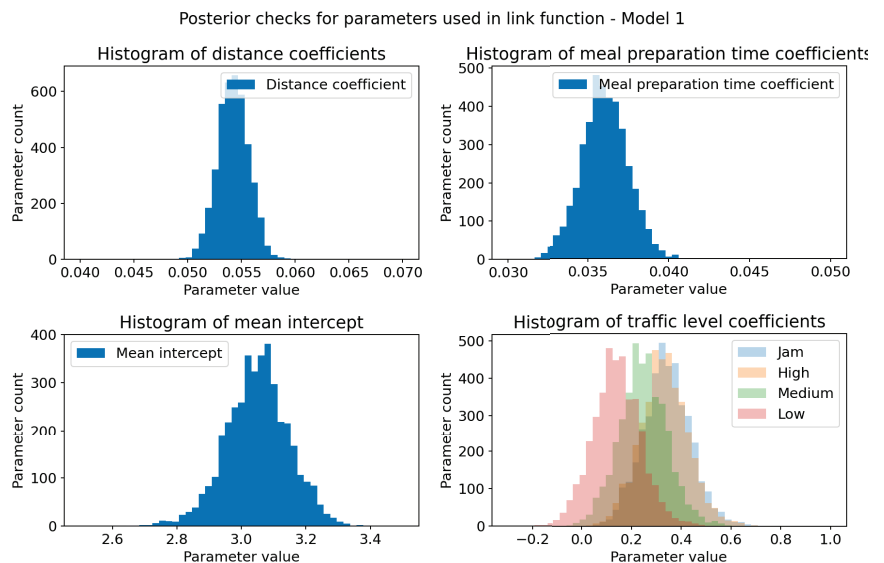 Posterior checks for parameters used in link function - Model 1
Histogram of distance coefficients
Distance coefficient
Parameter count
600
400
200
0
0.040 0.045 0.050 0.055 0.060 0.065 0.070
Parameter value
Histogram of meal preparation time coefficients
Meal preparation time coefficient
Parameter count
500
400
300
200
100
0
0.030 0.035 0.040 0.045 0.050
Parameter value
Histogram of mean intercept
Mean intercept
Parameter count
400
300
200
100
0
2.6 2.8 3.0 3.2 3.4
Parameter value
Histogram of traffic level coefficients
Jam
High
Medium
Low
Parameter count
500
400
300
200
100
0
−0.2 0.0 0.2 0.4 0.6 0.8 1.0
Parameter value